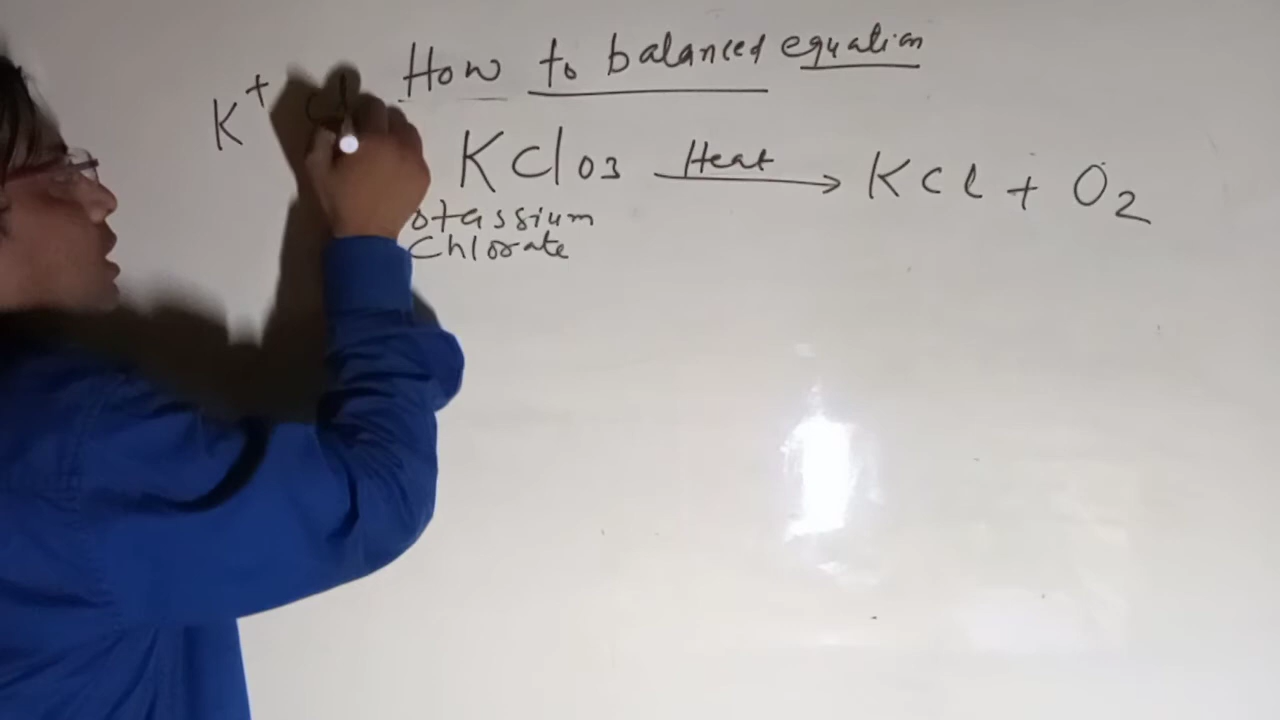 How to balanced equation
K+
KClO3 Heat → KCl + O2
otassium
Chlorate